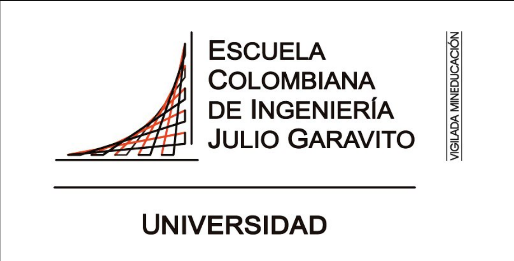 Escuela
Colombiana
de Ingeniería
Julio Garavito
VIGILADA MINEDUCACIÓN
Universidad